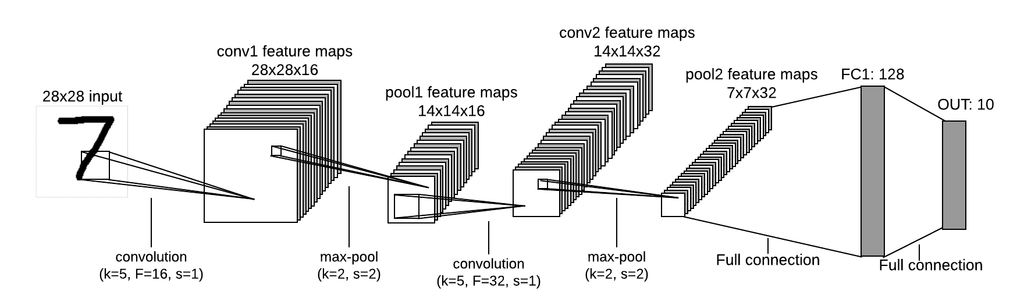 28x28 input
conv1 feature maps
28x28x16
pool1 feature maps
14x14x16
conv2 feature maps
14x14x32
pool2 feature maps
7x7x32
FC1: 128
OUT: 10
7
convolution
(k=5, F=16, s=1)
max-pool
(k=2, s=2)
convolution
(k=5, F=32, s=1)
max-pool
(k=2, s=2)
Full connection
Full connection